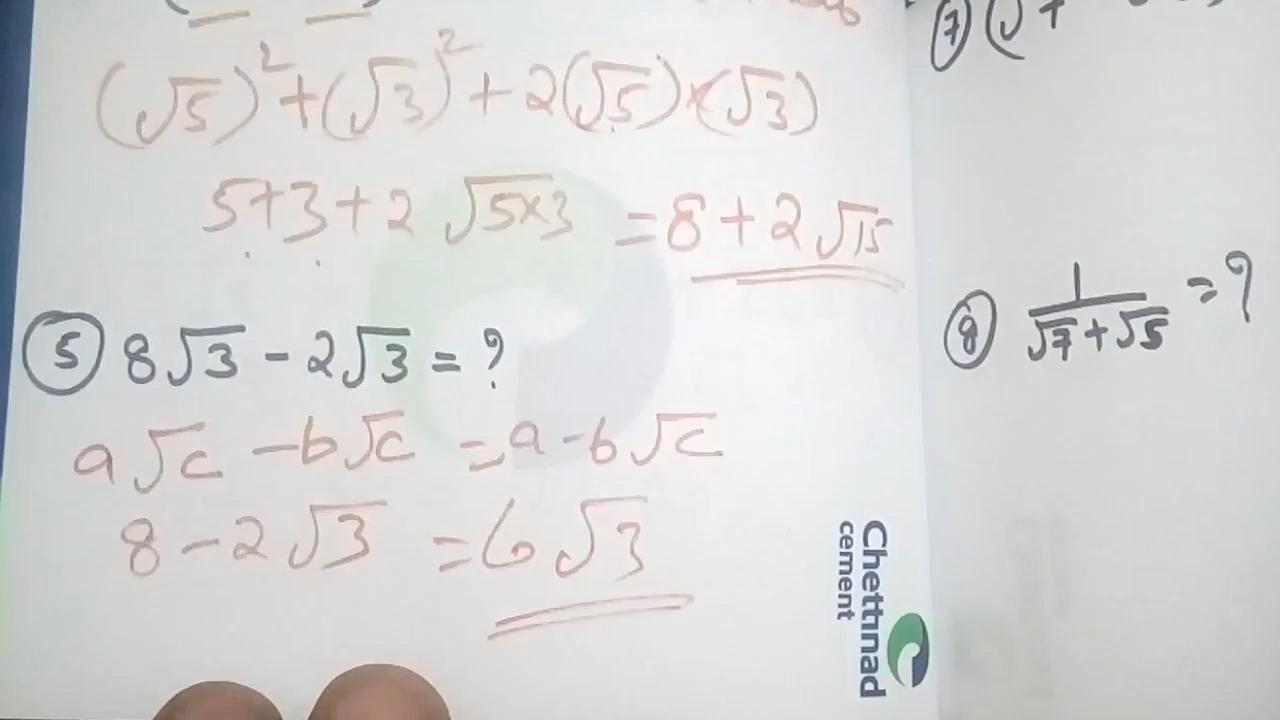 (√5)² + (√3)² + 2(√5) × (√3)
5+3+2 √5×3 = 8 + 2 √15
⑤ 8√3 - 2√3 = ?
a√c - b√c = a - b√c
8 - 2√3 = 6√3
Chettinad
cement
⑦ (√7
⑧ 1/(√7 + √5) = ?